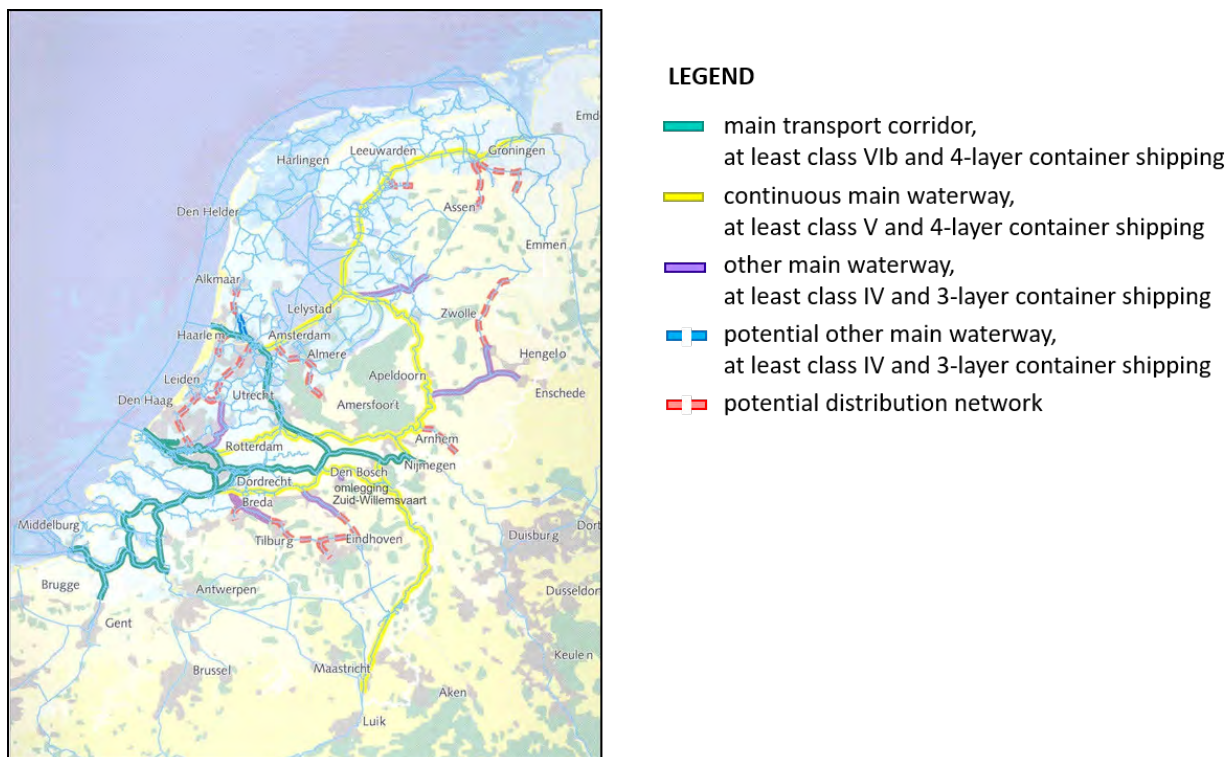 Emd
Groningen
Leeuwarden
Harlingen
Den Helder
Assen
Emmen
Alkmaar
Lelystad
Zwolle
Haarlem
Amsterdam
Almere
Hengelo
Leiden
Apeldoorn
Utrecht
Enschede
Den Haag
Amersfoort
Arnhem
Rotterdam
Nijmegen
Den Bosch
Dordrecht
omlegging
Zuid-Willemsvaart
Breda
Middelburg
Dort
Duisburg
Tilburg
Eindhoven
Brugge
Antwerpen
Dusseldor
Gent
Keulen
Brussel
Maastricht
Aken
Luik
LEGEND
main transport corridor,
at least class VIb and 4-layer container shipping
continuous main waterway,
at least class V and 4-layer container shipping
other main waterway,
at least class IV and 3-layer container shipping
potential other main waterway,
at least class IV and 3-layer container shipping
potential distribution network